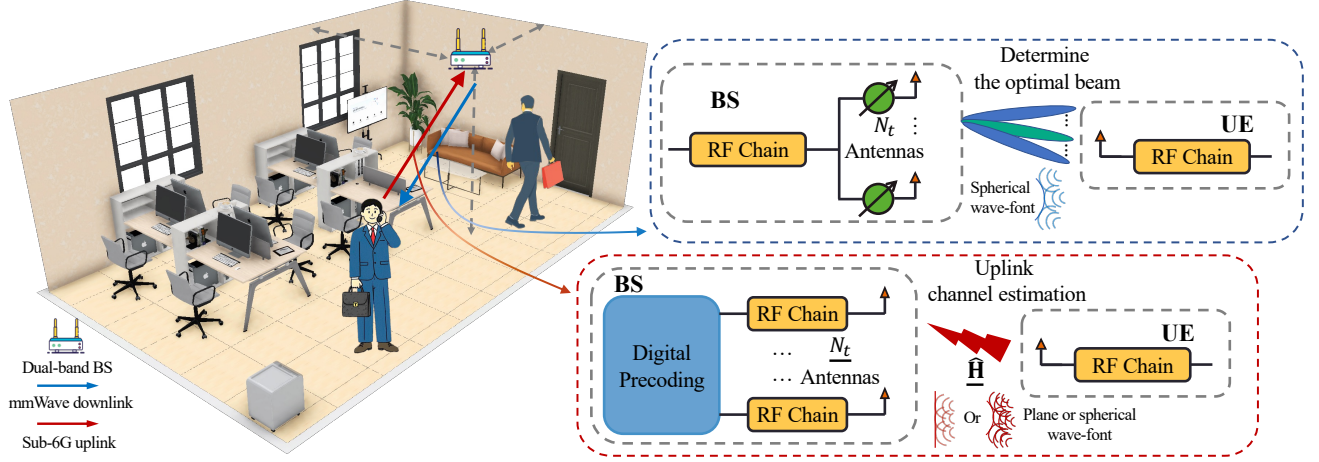 Dual-band BS
mmWave downlink
Sub-6G uplink
Determine
the optimal beam
BS
RF Chain
N_t ⋮
Antennas
UE
RF Chain
Spherical
wave-font
Uplink
channel estimation
BS
Digital
Precoding
RF Chain
... N_t
... Antennas
RF Chain
Ĥ
UE
RF Chain
Or
Plane or spherical
wave-font